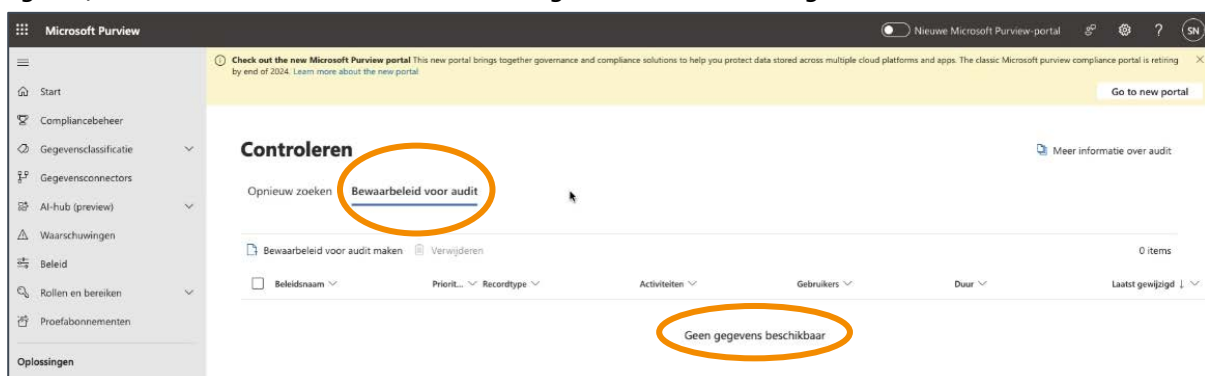 Microsoft Purview
Nieuwe Microsoft Purview-portal
?
SN
Check out the new Microsoft Purview portal This new portal brings together governance and compliance solutions to help you protect data stored across multiple cloud platforms and apps. The classic Microsoft purview compliance portal is retiring
by end of 2024. Learn more about the new portal
Go to new portal
Start
Compliancebeheer
Gegevensclassificatie
Gegevensconnectors
AI-hub (preview)
Waarschuwingen
Beleid
Rollen en bereiken
Proefabonnementen
Oplossingen
Controleren
Meer informatie over audit
Opnieuw zoeken Bewaarbeleid voor audit
Bewaarbeleid voor audit maken Verwijderen
0 items
Beleidsnaam Priorit... Recordtype Activiteiten Gebruikers Duur Laatst gewijzigd ↓
Geen gegevens beschikbaar